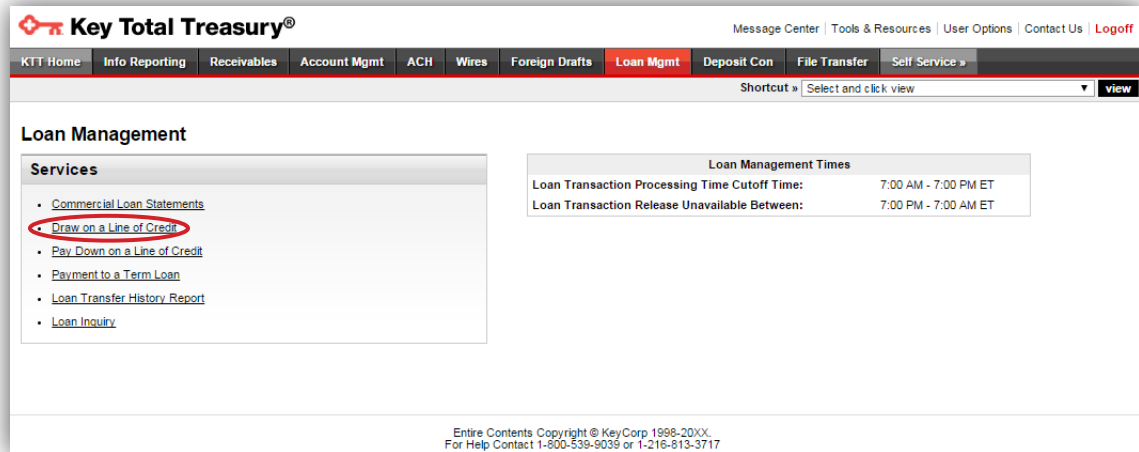 Key Total Treasury®
Message Center | Tools & Resources | User Options | Contact Us | Logoff
KTT Home Info Reporting Receivables Account Mgmt ACH Wires Foreign Drafts Loan Mgmt Deposit Con File Transfer Self Service »
Shortcut » Select and click view ▼ view
Loan Management
Services
• Commercial Loan Statements
• Draw on a Line of Credit
• Pay Down on a Line of Credit
• Payment to a Term Loan
• Loan Transfer History Report
• Loan Inquiry
Loan Management Times
Loan Transaction Processing Time Cutoff Time: 7:00 AM - 7:00 PM ET
Loan Transaction Release Unavailable Between: 7:00 PM - 7:00 AM ET
Entire Contents Copyright © KeyCorp 1998-20XX.
For Help Contact 1-800-539-9039 or 1-216-813-3717